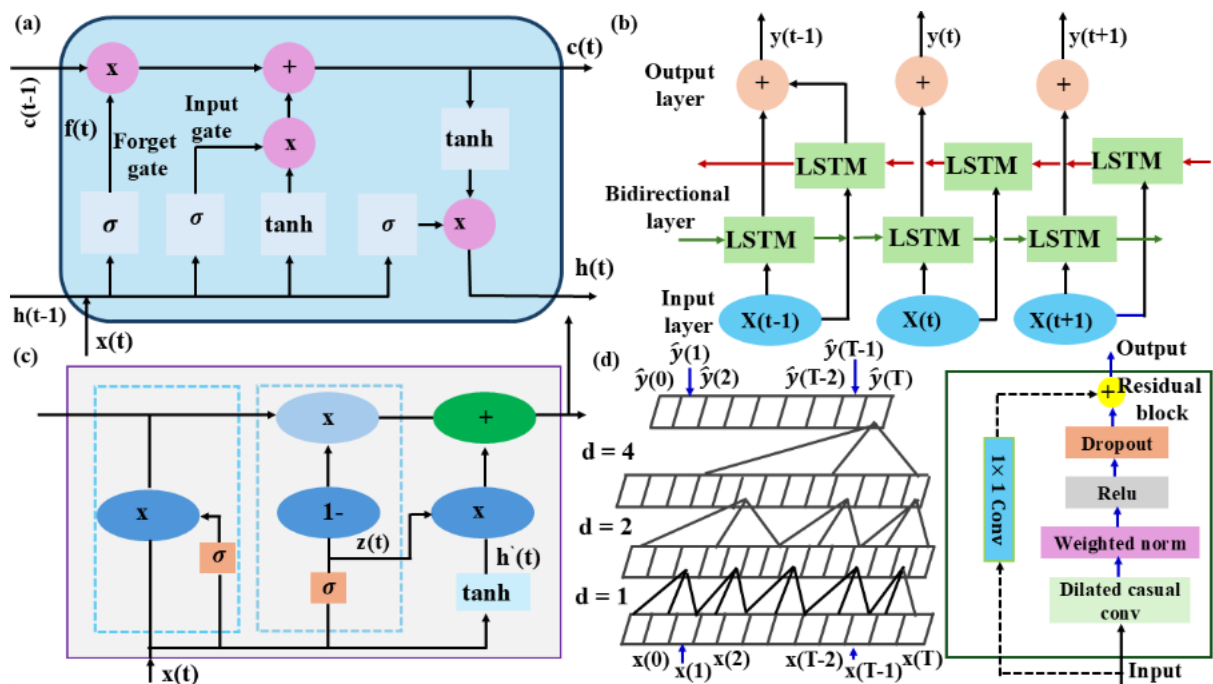 (a)
c(t)
x
+
c(t-1)
f(t)
Input
gate
Forget
gate
x
tanh
σ
σ
tanh
σ
x
h(t)
h(t-1)
x(t)
(b)
y(t-1)
y(t)
y(t+1)
Output
layer
+
+
+
LSTM
LSTM
LSTM
Bidirectional
layer
LSTM
LSTM
LSTM
Input
layer
X(t-1)
X(t)
X(t+1)
(c)
x
+
x
1-
x
z(t)
σ
σ
h`(t)
tanh
x(t)
(d)
ŷ(1)
ŷ(T-1)
ŷ(0)
ŷ(2)
ŷ(T-2)
ŷ(T)
d = 4
d = 2
d = 1
x(0)
x(1)
x(2)
x(T-2)
x(T-1)
x(T)
Output
+
Residual
block
Dropout
Relu
1× 1 Conv
Weighted norm
Dilated casual
conv
Input